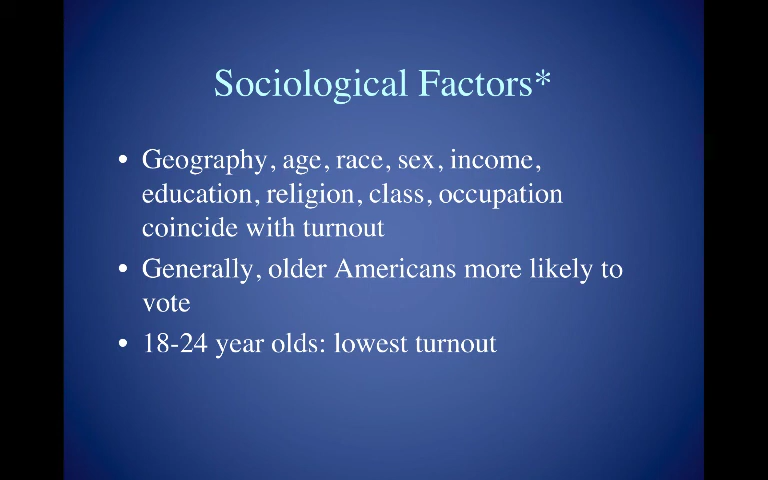 Sociological Factors*
• Geography, age, race, sex, income,
education, religion, class, occupation
coincide with turnout
• Generally, older Americans more likely to
vote
• 18-24 year olds: lowest turnout